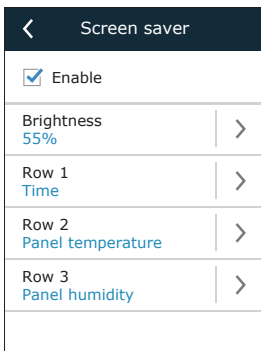 Screen saver
Enable
Brightness
55%
Row 1
Time
Row 2
Panel temperature
Row 3
Panel humidity